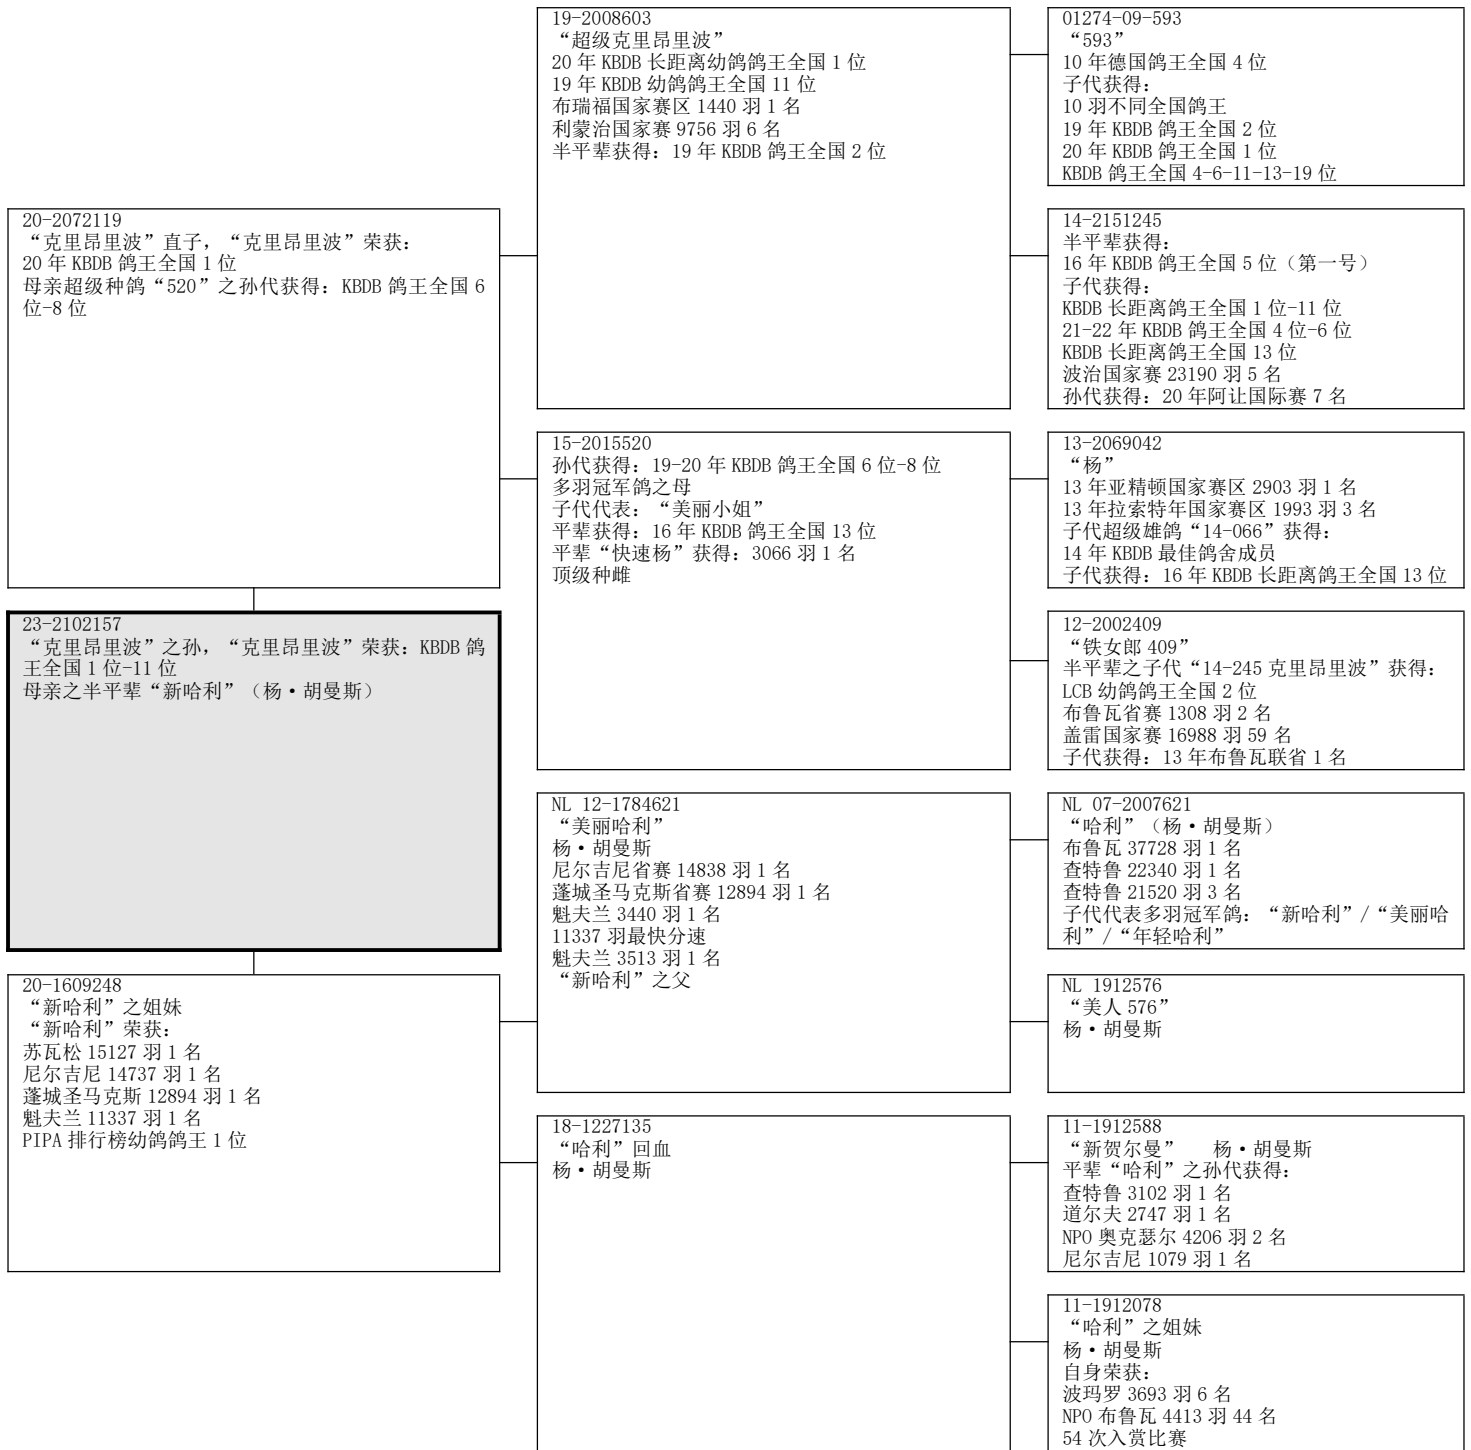 20-2072119
“克里昂里波”直子，“克里昂里波”荣获：
20 年 KBDB 鸽王全国 1 位
母亲超级种鸽“520”之孙代获得：KBDB 鸽王全国 6
位-8 位
23-2102157
“克里昂里波”之孙，“克里昂里波”荣获：KBDB 鸽
王全国 1 位-11 位
母亲之半平辈“新哈利”（杨•胡曼斯）
20-1609248
“新哈利”之姐妹
“新哈利”荣获：
苏瓦松 15127 羽 1 名
尼尔吉尼 14737 羽 1 名
蓬城圣马克斯 12894 羽 1 名
魁夫兰 11337 羽 1 名
PIPA 排行榜幼鸽鸽王 1 位
19-2008603
“超级克里昂里波”
20 年 KBDB 长距离幼鸽鸽王全国 1 位
19 年 KBDB 幼鸽鸽王全国 11 位
布瑞福国家赛区 1440 羽 1 名
利蒙治国家赛 9756 羽 6 名
半平辈获得：19 年 KBDB 鸽王全国 2 位
15-2015520
孙代获得：19-20 年 KBDB 鸽王全国 6 位-8 位
多羽冠军鸽之母
子代代表：“美丽小姐”
平辈获得：16 年 KBDB 鸽王全国 13 位
平辈“快速杨”获得：3066 羽 1 名
顶级种雌
NL 12-1784621
“美丽哈利”
杨•胡曼斯
尼尔吉尼省赛 14838 羽 1 名
蓬城圣马克斯省赛 12894 羽 1 名
魁夫兰 3440 羽 1 名
11337 羽最快分速
魁夫兰 3513 羽 1 名
“新哈利”之父
18-1227135
“哈利”回血
杨•胡曼斯
01274-09-593
“593”
10 年德国鸽王全国 4 位
子代获得：
10 羽不同全国鸽王
19 年 KBDB 鸽王全国 2 位
20 年 KBDB 鸽王全国 1 位
KBDB 鸽王全国 4-6-11-13-19 位
14-2151245
半平辈获得：
16 年 KBDB 鸽王全国 5 位（第一号）
子代获得：
KBDB 长距离鸽王全国 1 位-11 位
21-22 年 KBDB 鸽王全国 4 位-6 位
KBDB 长距离鸽王全国 13 位
波治国家赛 23190 羽 5 名
孙代获得：20 年阿让国际赛 7 名
13-2069042
“杨”
13 年亚精顿国家赛区 2903 羽 1 名
13 年拉索特年国家赛区 1993 羽 3 名
子代超级雄鸽“14-066”获得：
14 年 KBDB 最佳鸽舍成员
子代获得：16 年 KBDB 长距离鸽王全国 13 位
12-2002409
“铁女郎 409”
半平辈之子代“14-245 克里昂里波”获得：
LCB 幼鸽鸽王全国 2 位
布鲁瓦省赛 1308 羽 2 名
盖雷国家赛 16988 羽 59 名
子代获得：13 年布鲁瓦联省 1 名
NL 07-2007621
“哈利”（杨•胡曼斯）
布鲁瓦 37728 羽 1 名
查特鲁 22340 羽 1 名
查特鲁 21520 羽 3 名
子代代表多羽冠军鸽：“新哈利”/“美丽哈
利”/“年轻哈利”
NL 1912576
“美人 576”
杨•胡曼斯
11-1912588
“新贺尔曼”    杨•胡曼斯
平辈“哈利”之孙代获得：
查特鲁 3102 羽 1 名
道尔夫 2747 羽 1 名
NPO 奥克瑟尔 4206 羽 2 名
尼尔吉尼 1079 羽 1 名
11-1912078
“哈利”之姐妹
杨•胡曼斯
自身荣获：
波玛罗 3693 羽 6 名
NPO 布鲁瓦 4413 羽 44 名
54 次入赏比赛